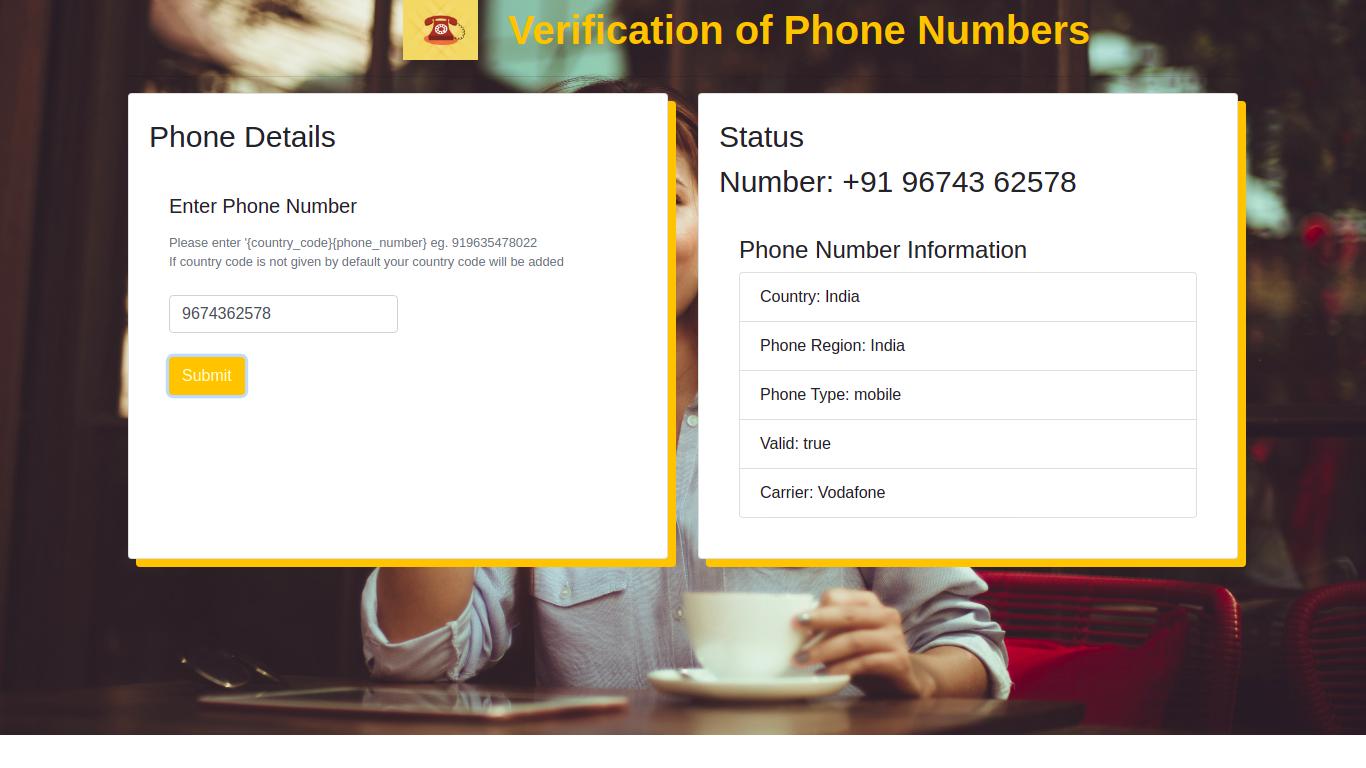 Verification of Phone Numbers
Phone Details
Enter Phone Number
Please enter '{country_code}{phone_number} eg. 919635478022
If country code is not given by default your country code will be added
9674362578
Submit
Status
Number: +91 96743 62578
Phone Number Information
Country: India
Phone Region: India
Phone Type: mobile
Valid: true
Carrier: Vodafone